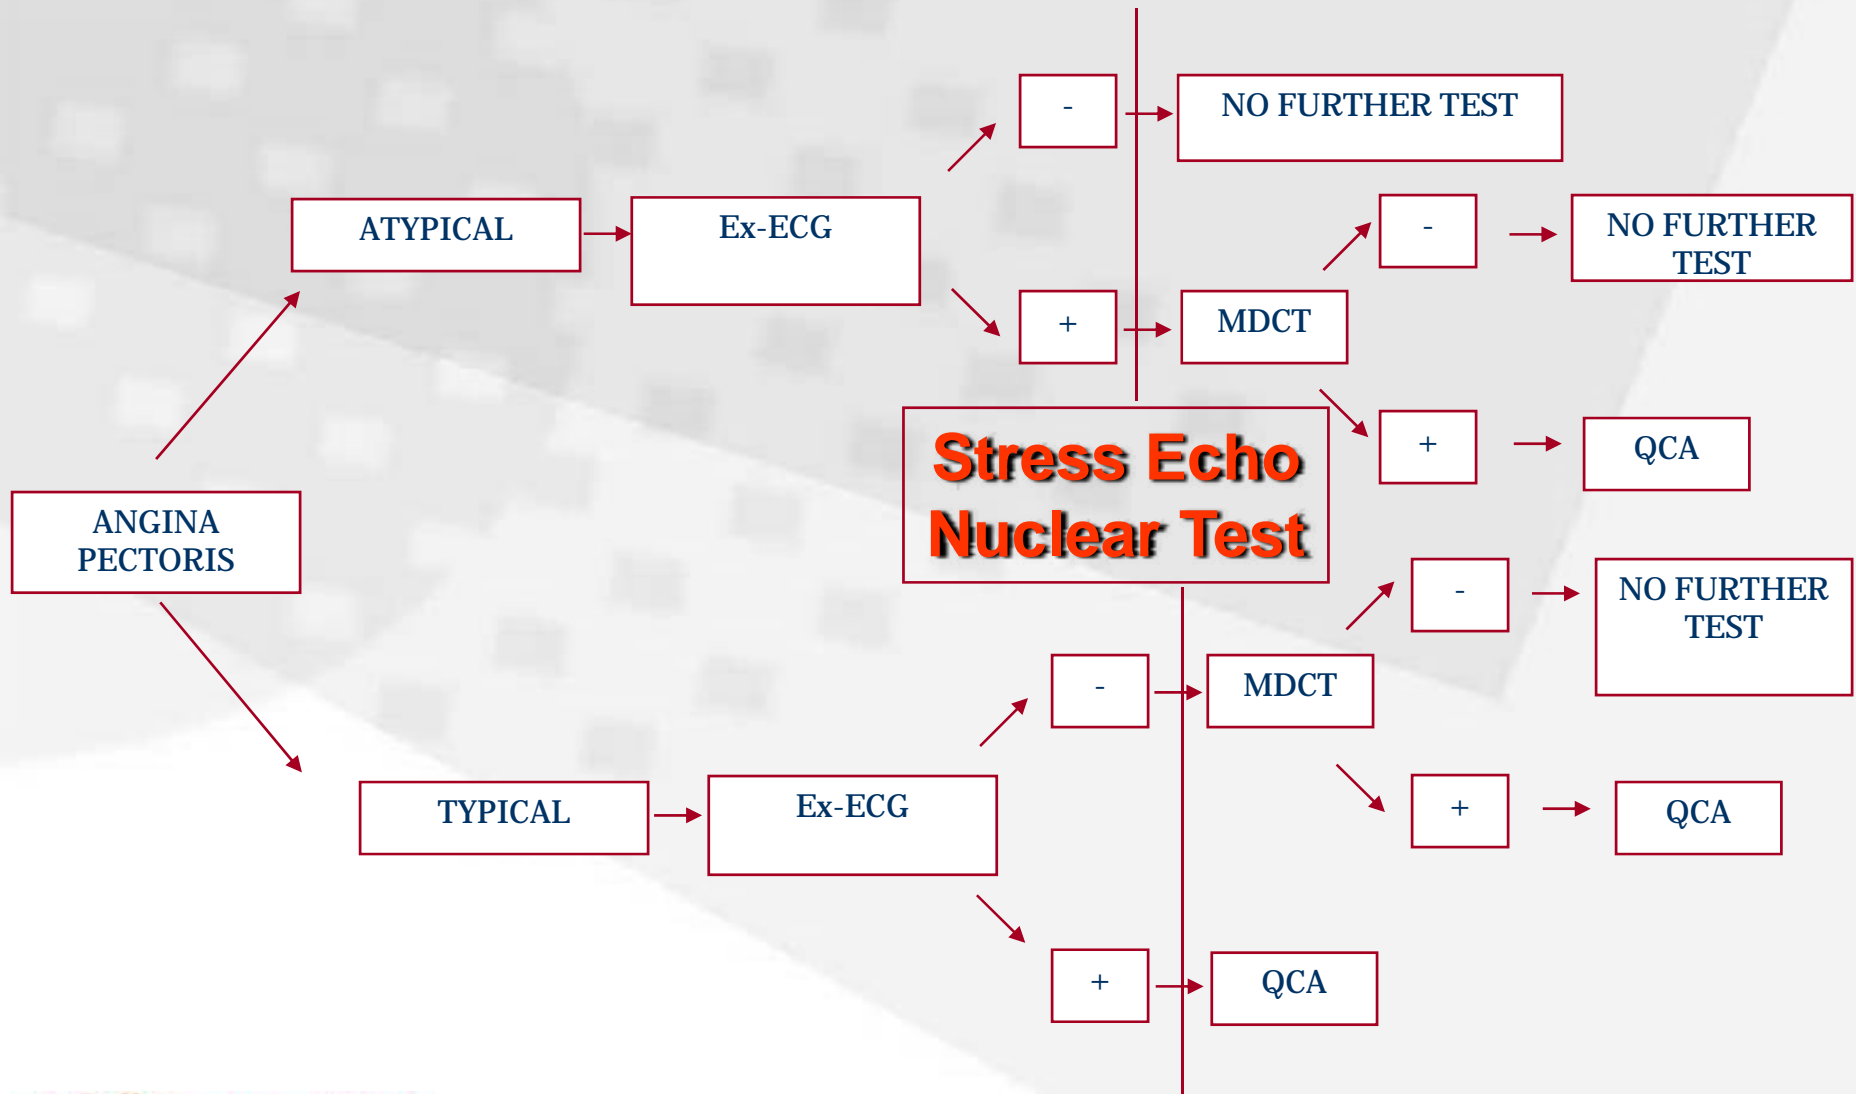 -
NO FURTHER TEST
ATYPICAL
Ex-ECG
-
NO FURTHER
TEST
+
MDCT
Stress Echo
Nuclear Test
+
QCA
ANGINA
PECTORIS
-
NO FURTHER
TEST
-
MDCT
TYPICAL
Ex-ECG
+
QCA
+
QCA